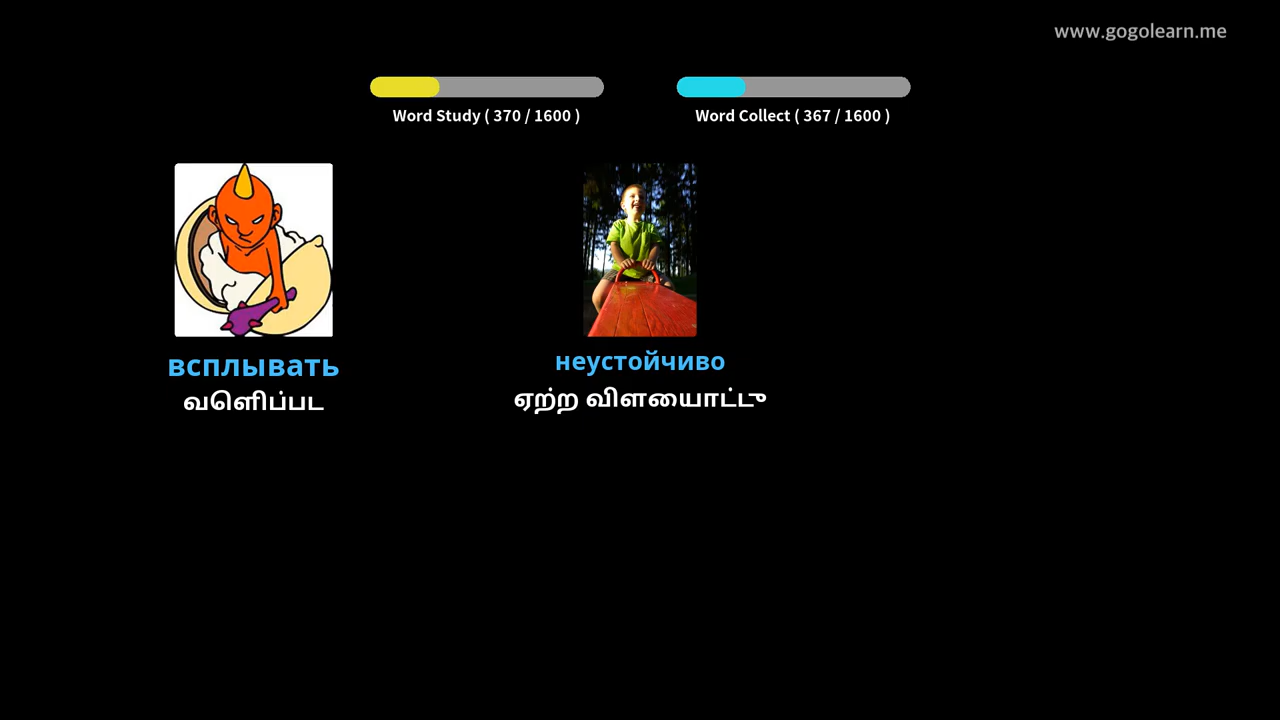 www.gogolearn.me
Word Study ( 370 / 1600 )
Word Collect ( 367 / 1600 )
всплывать
வெளிப்பட
неустойчиво
ஏற்ற விளையாட்டு